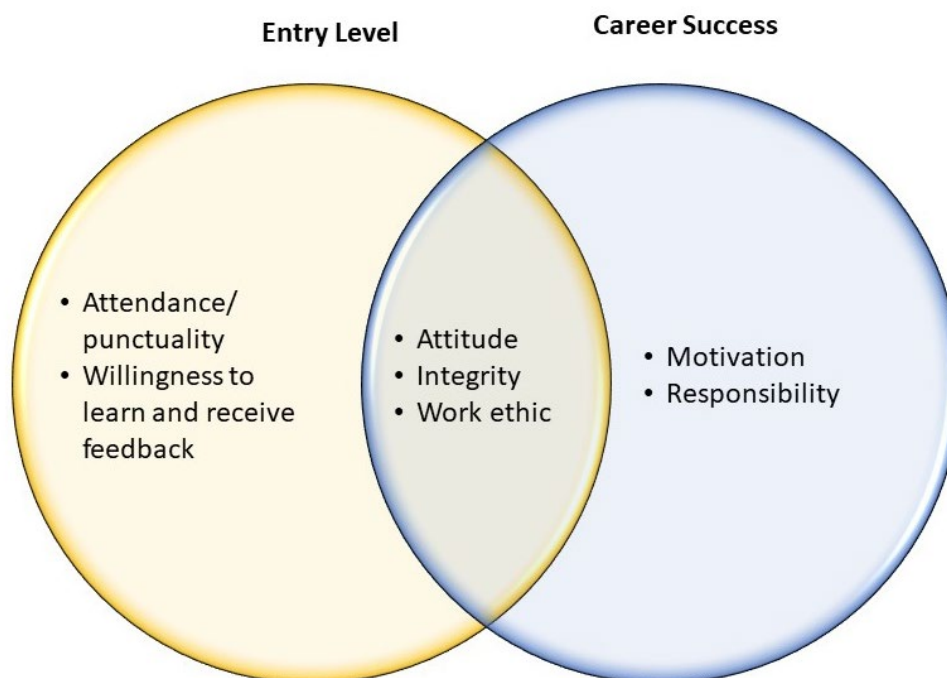 Entry Level
Career Success
• Attendance/
punctuality
• Willingness to
learn and receive
feedback
• Attitude
• Integrity
• Work ethic
• Motivation
• Responsibility